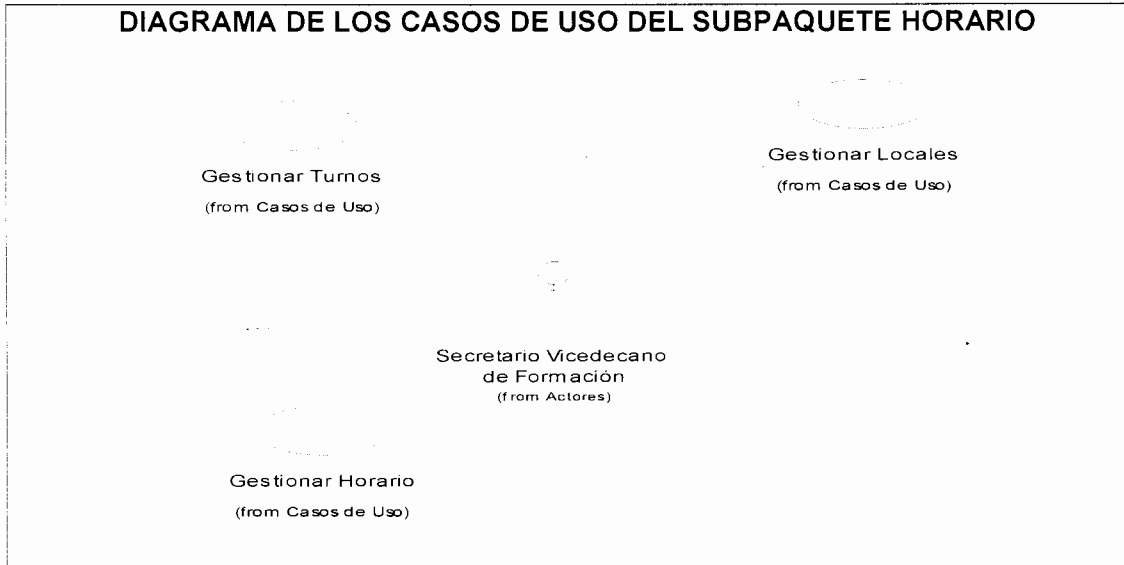 DIAGRAMA DE LOS CASOS DE USO DEL SUBPAQUETE HORARIO
Gestionar Turnos
(from Casos de Uso)
Gestionar Locales
(from Casos de Uso)
Secretario Vicedecano
de Formación
(from Actores)
Gestionar Horario
(from Casos de Uso)